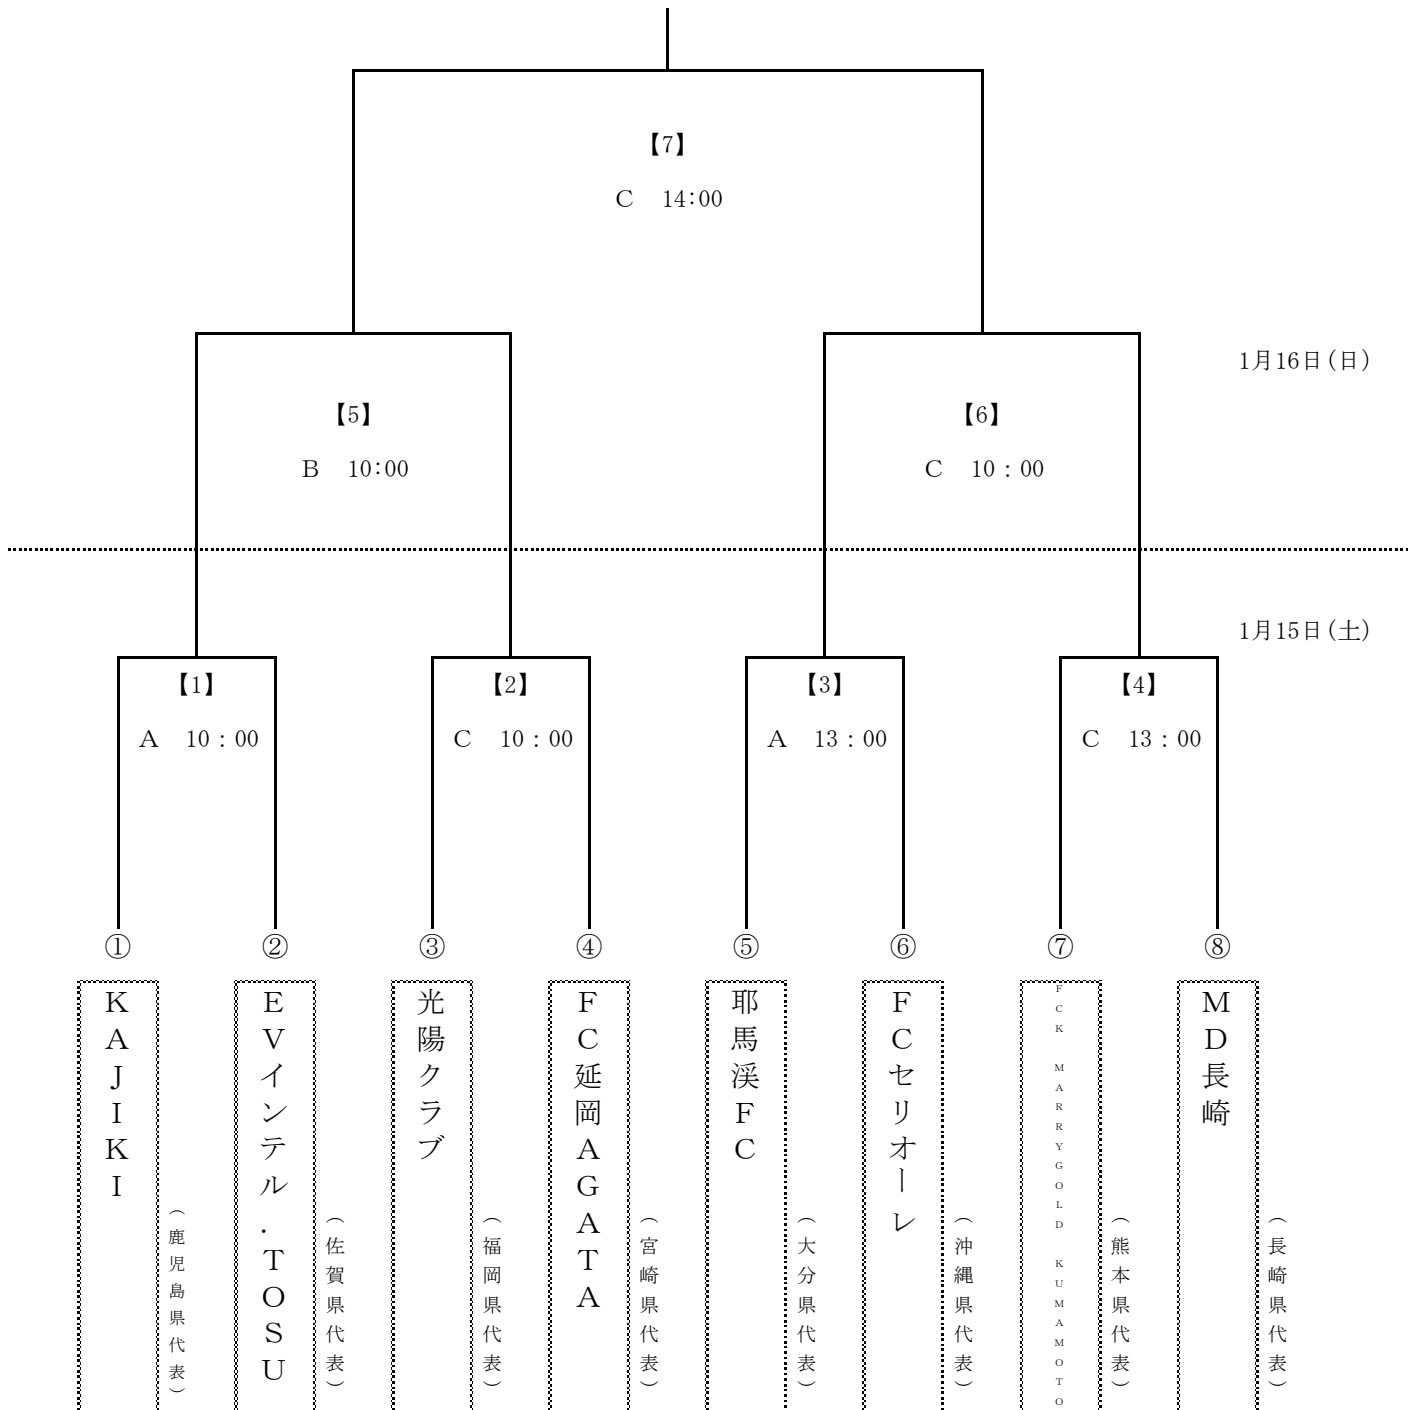 【7】
C 14:00
1月16日(日)
【5】
【6】
B 10:00
C 10:00
1月15日(土)
【1】
【2】
【3】
【4】
A 10:00
C 10:00
A 13:00
C 13:00
①
②
③
④
⑤
⑥
⑦
⑧
KAJIKI
(鹿児島県代表)
EVインテル.TOSU
(佐賀県代表)
光陽クラブ
(福岡県代表)
FC延岡AGATA
(宮崎県代表)
耶馬渓FC
(大分県代表)
FCセリオーレ
(沖縄県代表)
FCK MARRYGOLD KUMAMOTO
(熊本県代表)
MD長崎
(長崎県代表)